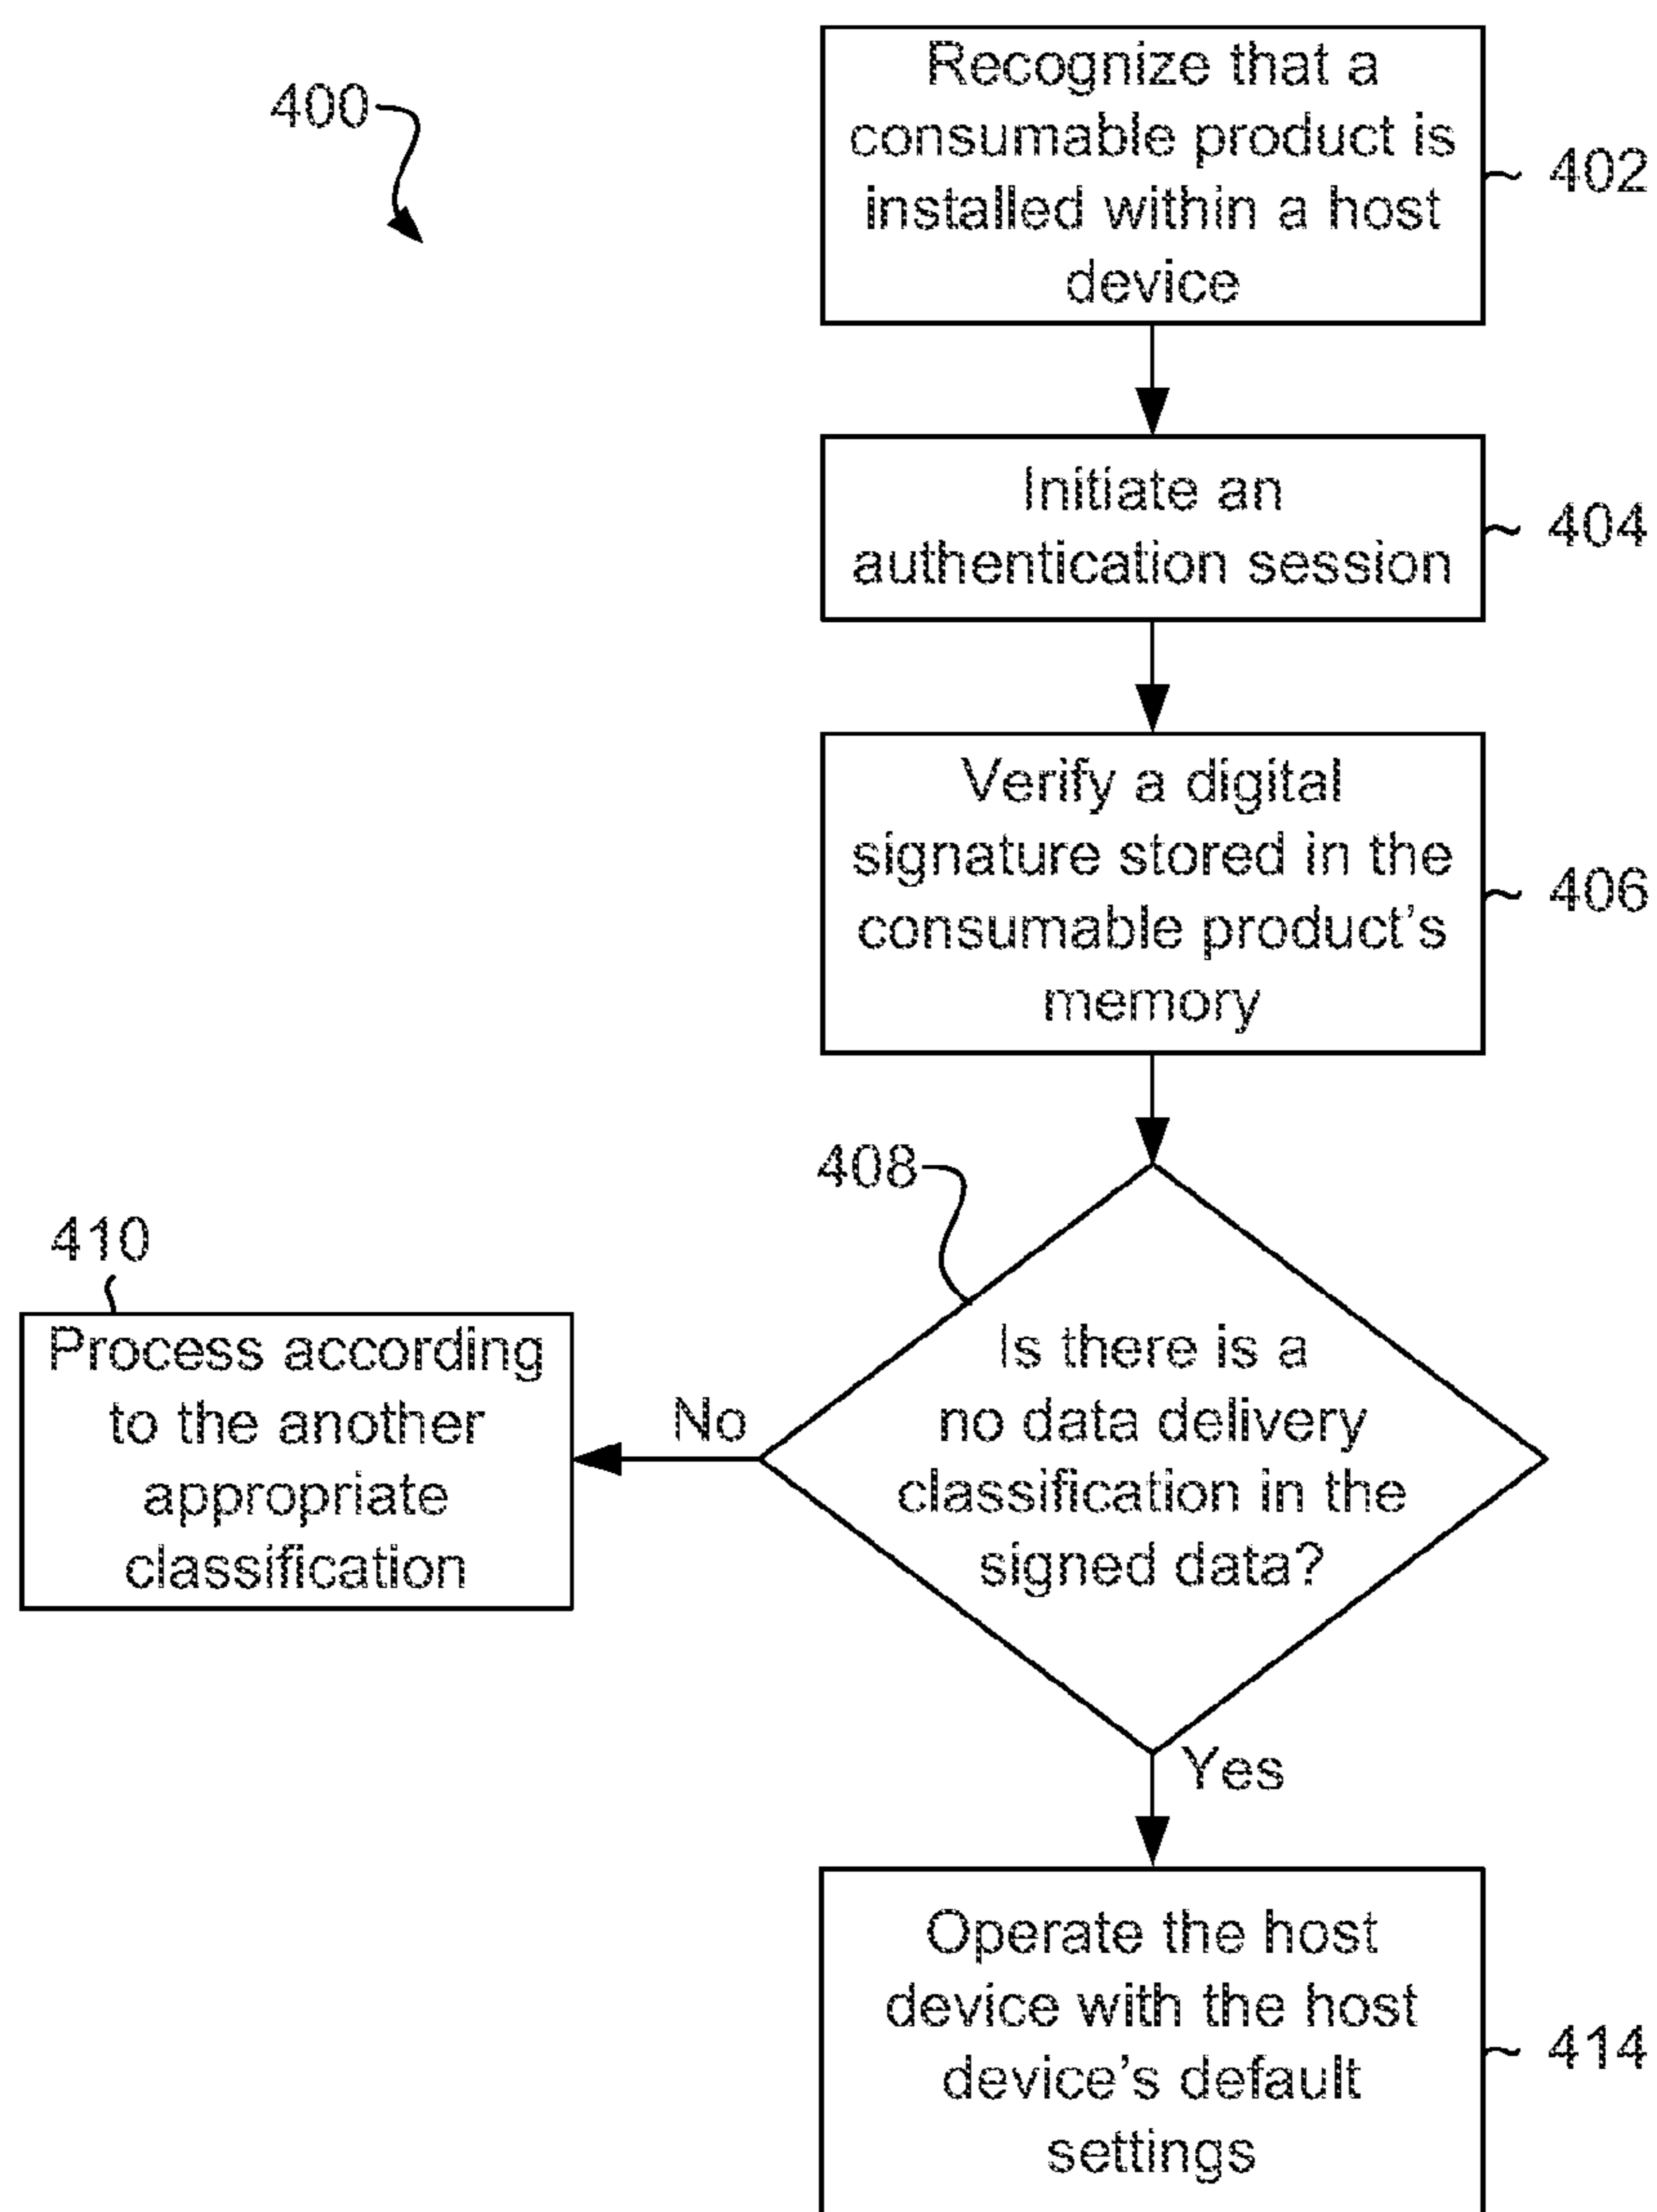 400
Recognize that a
consumable product is
installed within a host
device
402
Initiate an
authentication session
404
Verify a digital
signature stored in the
consumable product's
memory
406
408
Is there is a
no data delivery
classification in the
signed data?
No
410
Process according
to the another
appropriate
classification
Yes
Operate the host
device with the host
device's default
settings
414